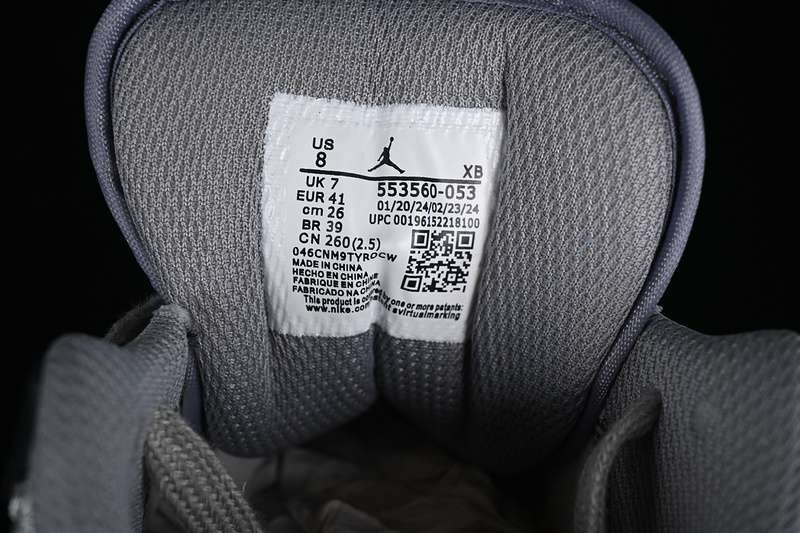 US
8
XB
UK 7
EUR 41
cm 26
BR 39
CN 260(2.5)
553560-053
01/20/24/02/23/24
UPC 00196152218100
046CNM9TYROCW
MADE IN CHINA
HECHO EN CHINA
FABRIQUE EN CHINE
FABRICADO NA CHINA
This product is covered by one or more patents:
www.nike.com virtualmarking